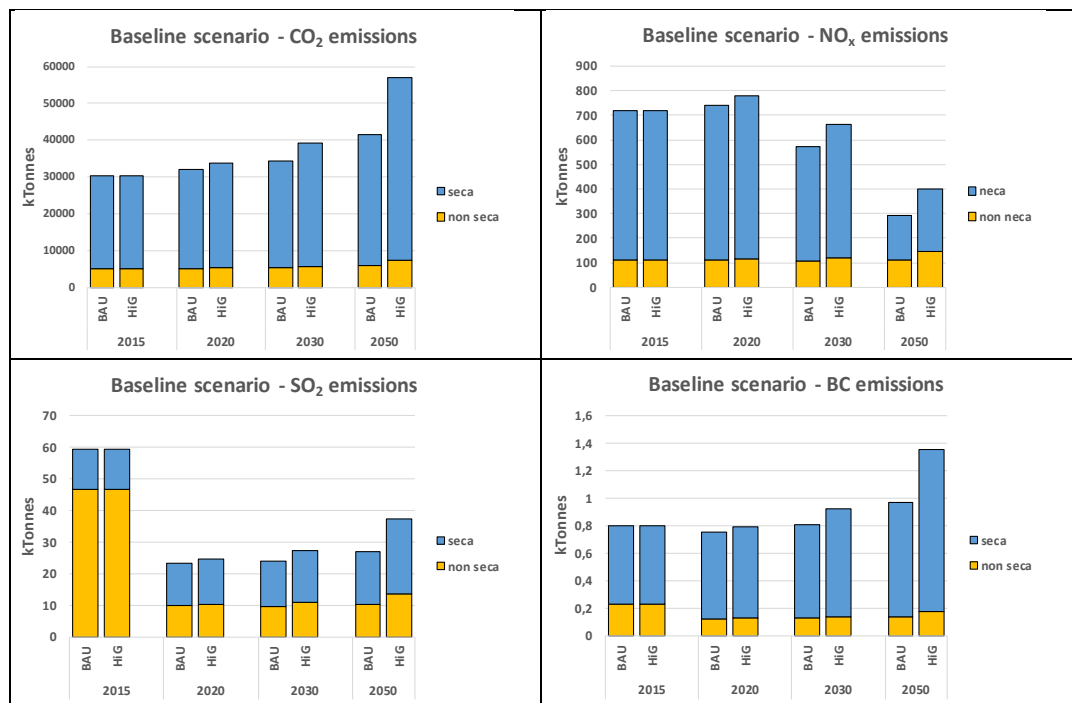 Baseline scenario - CO₂ emissions
60000
50000
40000
30000
20000
10000
0
kTonnes
BAU
HiG
BAU
HiG
BAU
HiG
BAU
HiG
2015
2020
2030
2050
seca
non seca
Baseline scenario - NOₓ emissions
900
800
700
600
500
400
300
200
100
0
kTonnes
BAU
HiG
BAU
HiG
BAU
HiG
BAU
HiG
2015
2020
2030
2050
neca
non neca
Baseline scenario - SO₂ emissions
70
60
50
40
30
20
10
0
kTonnes
BAU
HiG
BAU
HiG
BAU
HiG
BAU
HiG
2015
2020
2030
2050
seca
non seca
Baseline scenario - BC emissions
1,6
1,4
1,2
1
0,8
0,6
0,4
0,2
0
kTonnes
BAU
HiG
BAU
HiG
BAU
HiG
BAU
HiG
2015
2020
2030
2050
seca
non seca